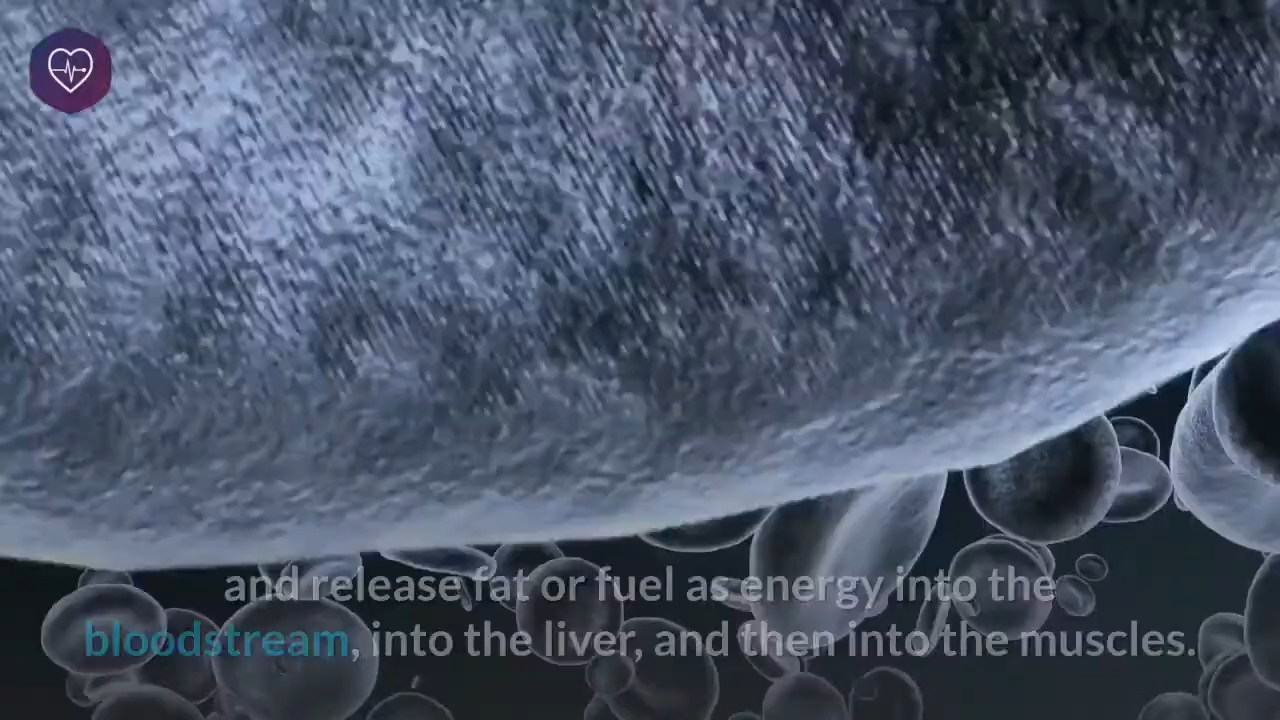 and release fat or fuel as energy into the
bloodstream, into the liver, and then into the muscles.